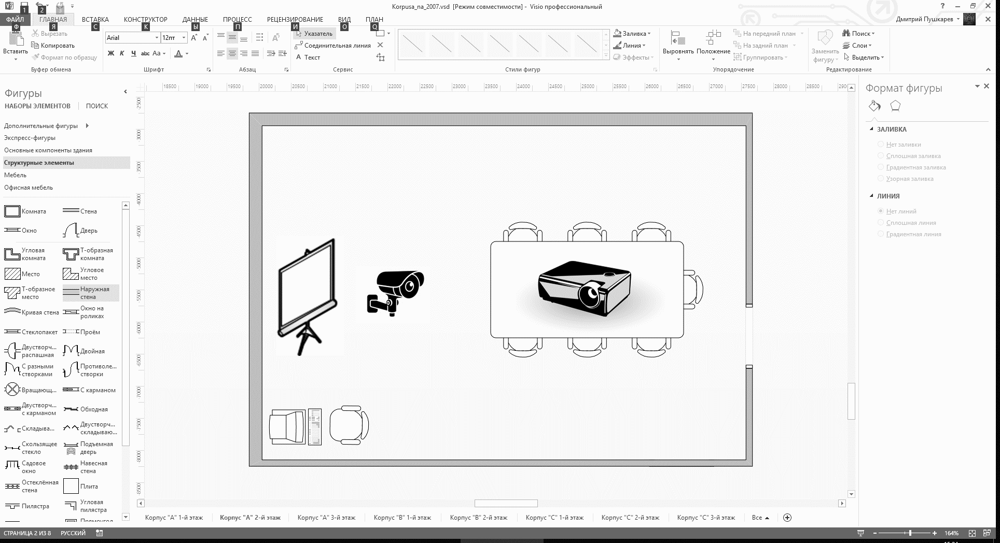 Korpusa_na_2007.vsd [Режим совместимости] - Visio профессиональный
1 2 3
ФАЙЛ ГЛАВНАЯ ВСТАВКА КОНСТРУКТОР ДАННЫЕ ПРОЦЕСС РЕЦЕНЗИРОВАНИЕ ВИД ПЛАН
Дмитрий Пушкарев
Ф Я С К Ы П И О Q
Вставить
Вырезать
Копировать
Формат по образцу
Буфер обмена
Arial 12пт
Ж К Ч abc Aa A
Шрифт
Абзац
Указатель
Соединительная линия
Текст
Сервис
Стили фигур
Заливка
Линия
Эффекты
Выровнять Положение
На передний план
На задний план
Группировать
Упорядочение
Заменить
фигуру
Поиск
Слои
Выделить
Редактирование
Фигуры
НАБОРЫ ЭЛЕМЕНТОВ ПОИСК
Дополнительные фигуры
Экспресс-фигуры
Основные компоненты здания
Структурные элементы
Мебель
Офисная мебель
Комната Стена
Окно Дверь
Угловая комната Т-образная комната
Место Угловое место
Т-образное место Наружная стена
Кривая стена Окно на роликах
Стеклопакет Проём
Двустворч... распашная Двойная
С разными створками Противоле... створки
Вращающ... С карманом
Двустворч... с карманом Обходная
Складыва... Двустворч... складываю...
Скользящее стекло Подъемная дверь
Садовое окно Навесная стена
Остеклённая стена Плита
Пилястра Угловая пилястра
18500 19000 19500 20000 20500 21000 21500 22000 22500 23000 23500 24000 24500 25000 25500 26000 26500 27000 27500 28000 28500
-2500
-3000
-3500
-4000
-4500
-5000
-5500
-6000
-6500
-7000
-7500
-8000
-8500
Формат фигуры
ЗАЛИВКА
Нет заливки
Сплошная заливка
Градиентная заливка
Узорная заливка
ЛИНИЯ
Нет линий
Сплошная линия
Градиентная линия
Корпус "А" 1-й этаж Корпус "А" 2-й этаж Корпус "А" 3-й этаж Корпус "В" 1-й этаж Корпус "В" 2-й этаж Корпус "С" 1-й этаж Корпус "С" 2-й этаж Корпус "С" 3-й этаж Все
СТРАНИЦА 2 ИЗ 8 РУССКИЙ
164%